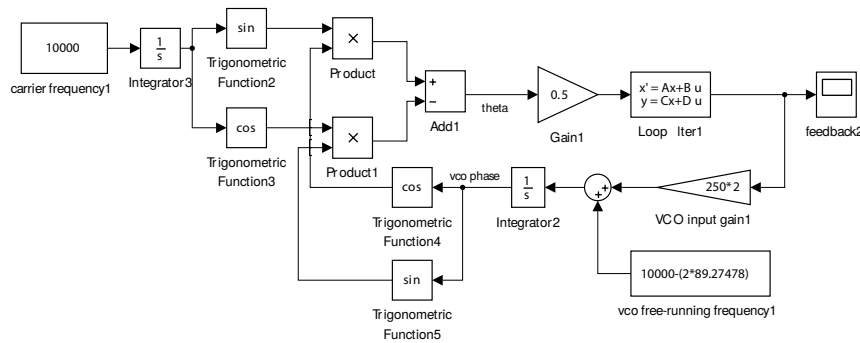 10000
carrier frequency1
1
s
Integrator3
sin
Trigonometric
Function2
cos
Trigonometric
Function3
×
Product
×
Product1
+
−
Add1
theta
0.5
Gain1
x' = Ax+B u
y = Cx+D u
Loop Iter1
feedback2
250*2
VCO input gain1
+
+
10000-(2*89.27478)
vco free-running frequency1
1
s
Integrator2
vco phase
cos
Trigonometric
Function4
sin
Trigonometric
Function5